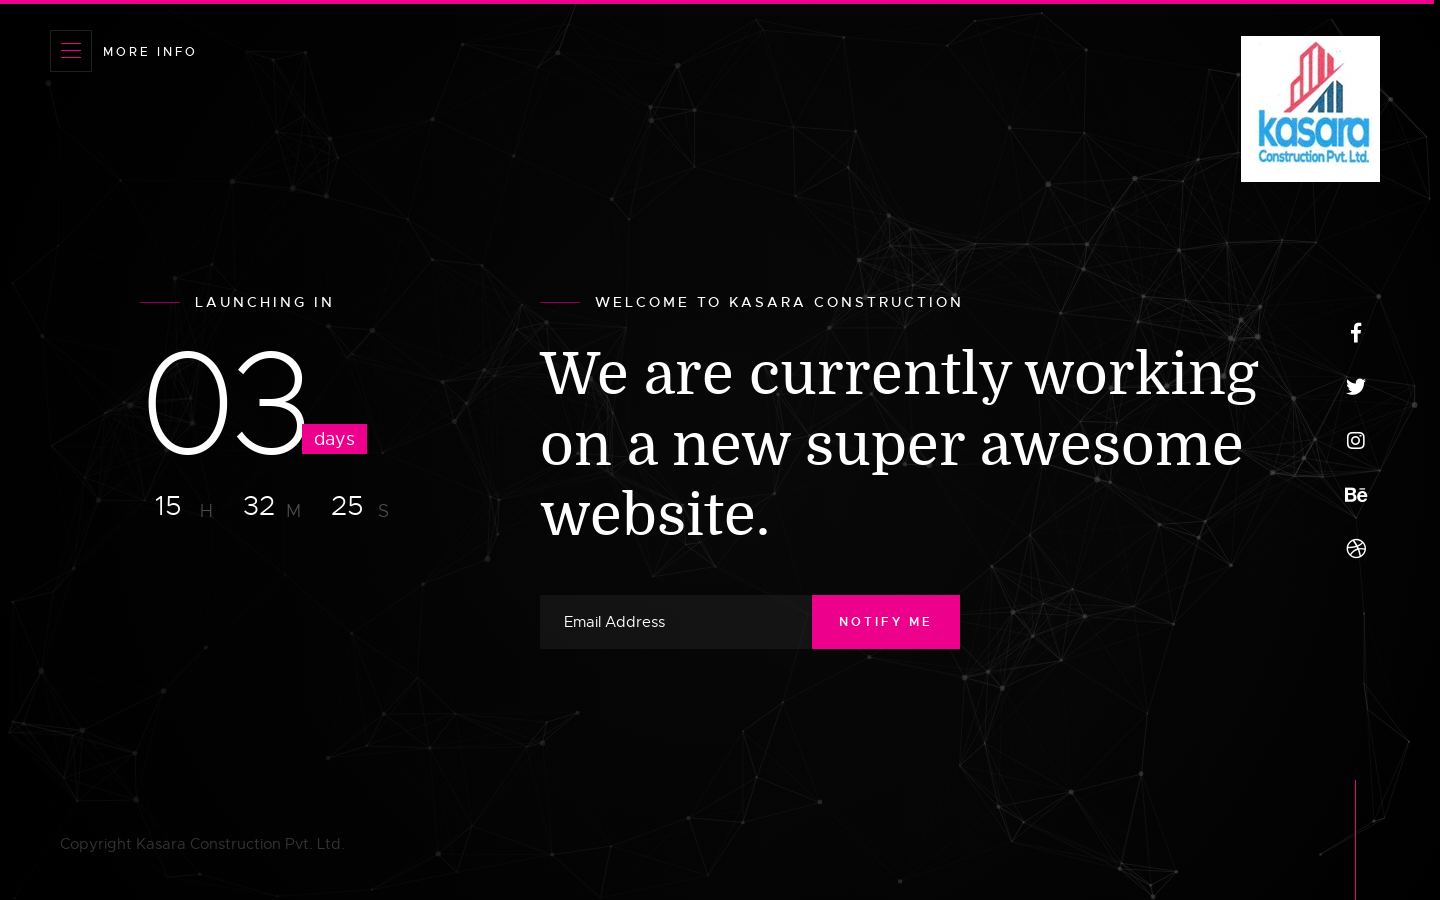 MORE INFO
kasara
Construction Pvt. Ltd.
LAUNCHING IN
03
days
15 H 32 M 25 S
WELCOME TO KASARA CONSTRUCTION
We are currently working
on a new super awesome
website.
Email Address
NOTIFY ME
Bē
Copyright Kasara Construction Pvt. Ltd.